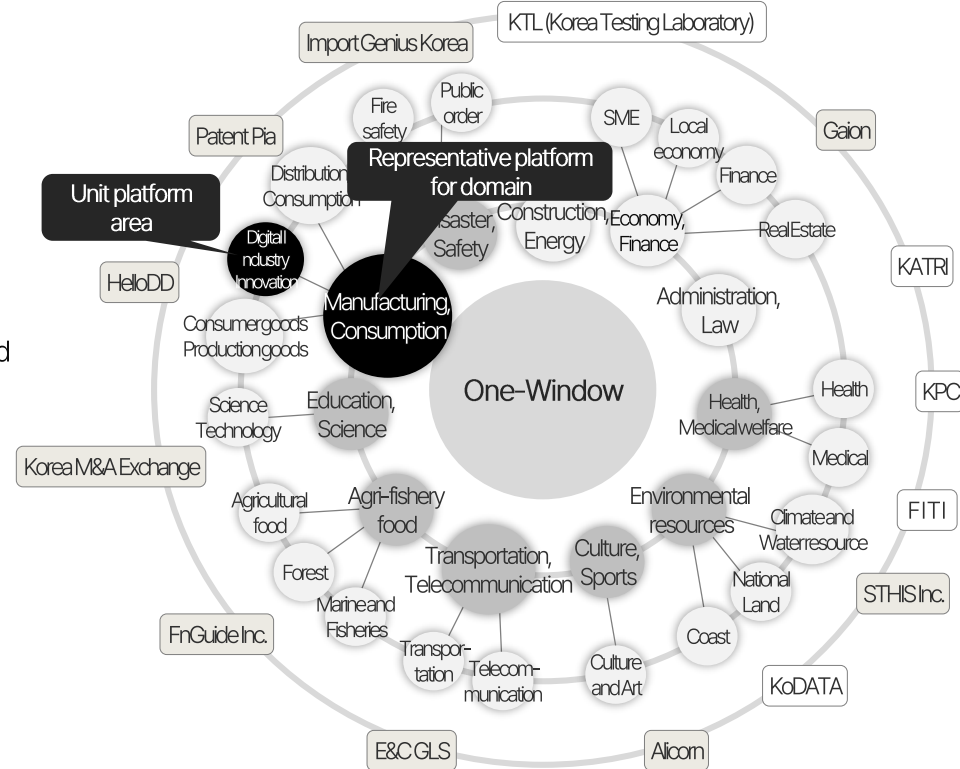 KTL (Korea Testing Laboratory)
Import Genius Korea
Public
order
Fire
safety
SME
Local
economy
Gaion
Patent Pia
Representative platform
for domain
Distribution
Consumption
Finance
Unit platform
area
saster,
Safety
Construction,
Energy
Economy,
Finance
Real Estate
Digitall
ndustry
Innovation
KATRI
HelloDD
Manufacturing,
Consumption
Administration,
Law
Consumer goods
Production goods
d
One-Window
Health
KPC
Science
Technology
Education,
Science
Health,
Medical welfare
Medical
Korea M&A Exchange
Agricultural
food
Agri-fishery
food
Environmental
resources
Climate and
Water resource
FITI
Transportation,
Telecommunication
Culture,
Sports
Forest
National
Land
STHIS Inc.
Marine and
Fisheries
FnGuide Inc.
Coast
Transpor-
tation
Telecom-
munication
Culture
and Art
KoDATA
E&C GLS
Alicorn